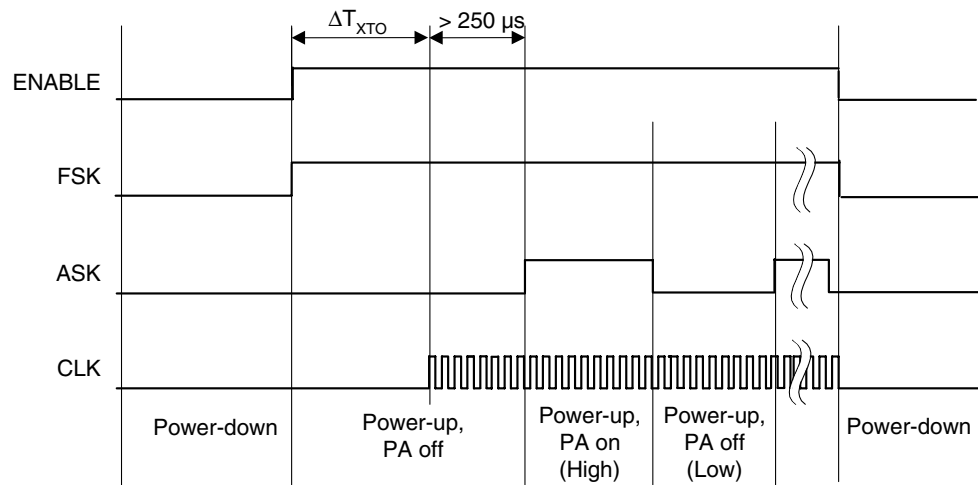 ΔTXTO
> 250 µs
ENABLE
FSK
ASK
CLK
Power-down
Power-up,
PA off
Power-up,
PA on
(High)
Power-up,
PA off
(Low)
Power-down